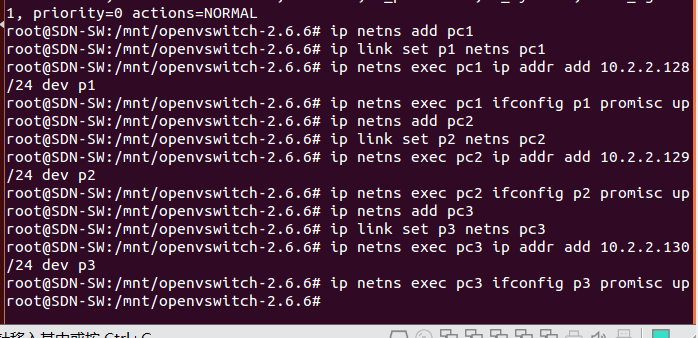 1, priority=0 actions=NORMAL
root@SDN-SW:/mnt/openvswitch-2.6.6# ip netns add pc1
root@SDN-SW:/mnt/openvswitch-2.6.6# ip link set p1 netns pc1
root@SDN-SW:/mnt/openvswitch-2.6.6# ip netns exec pc1 ip addr add 10.2.2.128
/24 dev p1
root@SDN-SW:/mnt/openvswitch-2.6.6# ip netns exec pc1 ifconfig p1 promisc up
root@SDN-SW:/mnt/openvswitch-2.6.6# ip netns add pc2
root@SDN-SW:/mnt/openvswitch-2.6.6# ip link set p2 netns pc2
root@SDN-SW:/mnt/openvswitch-2.6.6# ip netns exec pc2 ip addr add 10.2.2.129
/24 dev p2
root@SDN-SW:/mnt/openvswitch-2.6.6# ip netns exec pc2 ifconfig p2 promisc up
root@SDN-SW:/mnt/openvswitch-2.6.6# ip netns add pc3
root@SDN-SW:/mnt/openvswitch-2.6.6# ip link set p3 netns pc3
root@SDN-SW:/mnt/openvswitch-2.6.6# ip netns exec pc3 ip addr add 10.2.2.130
/24 dev p3
root@SDN-SW:/mnt/openvswitch-2.6.6# ip netns exec pc3 ifconfig p3 promisc up
root@SDN-SW:/mnt/openvswitch-2.6.6#
移入其中或按 Ctrl+G